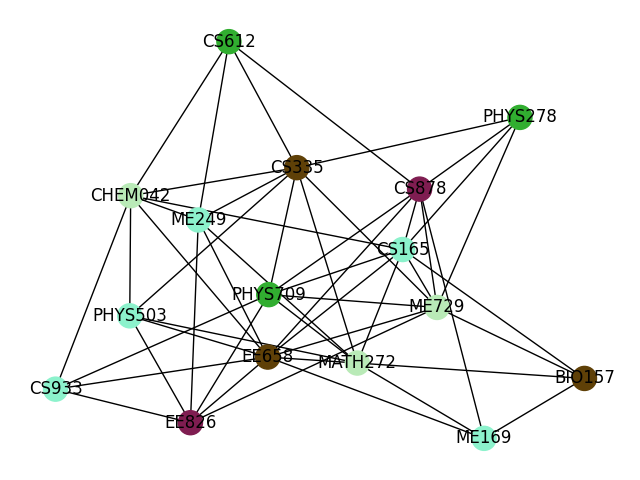 CS612
PHYS278
CS335
CS878
CHEM042
ME249
CS165
PHYS709
ME729
PHYS503
EE658
MATH272
BIO157
CS933
EE826
ME169